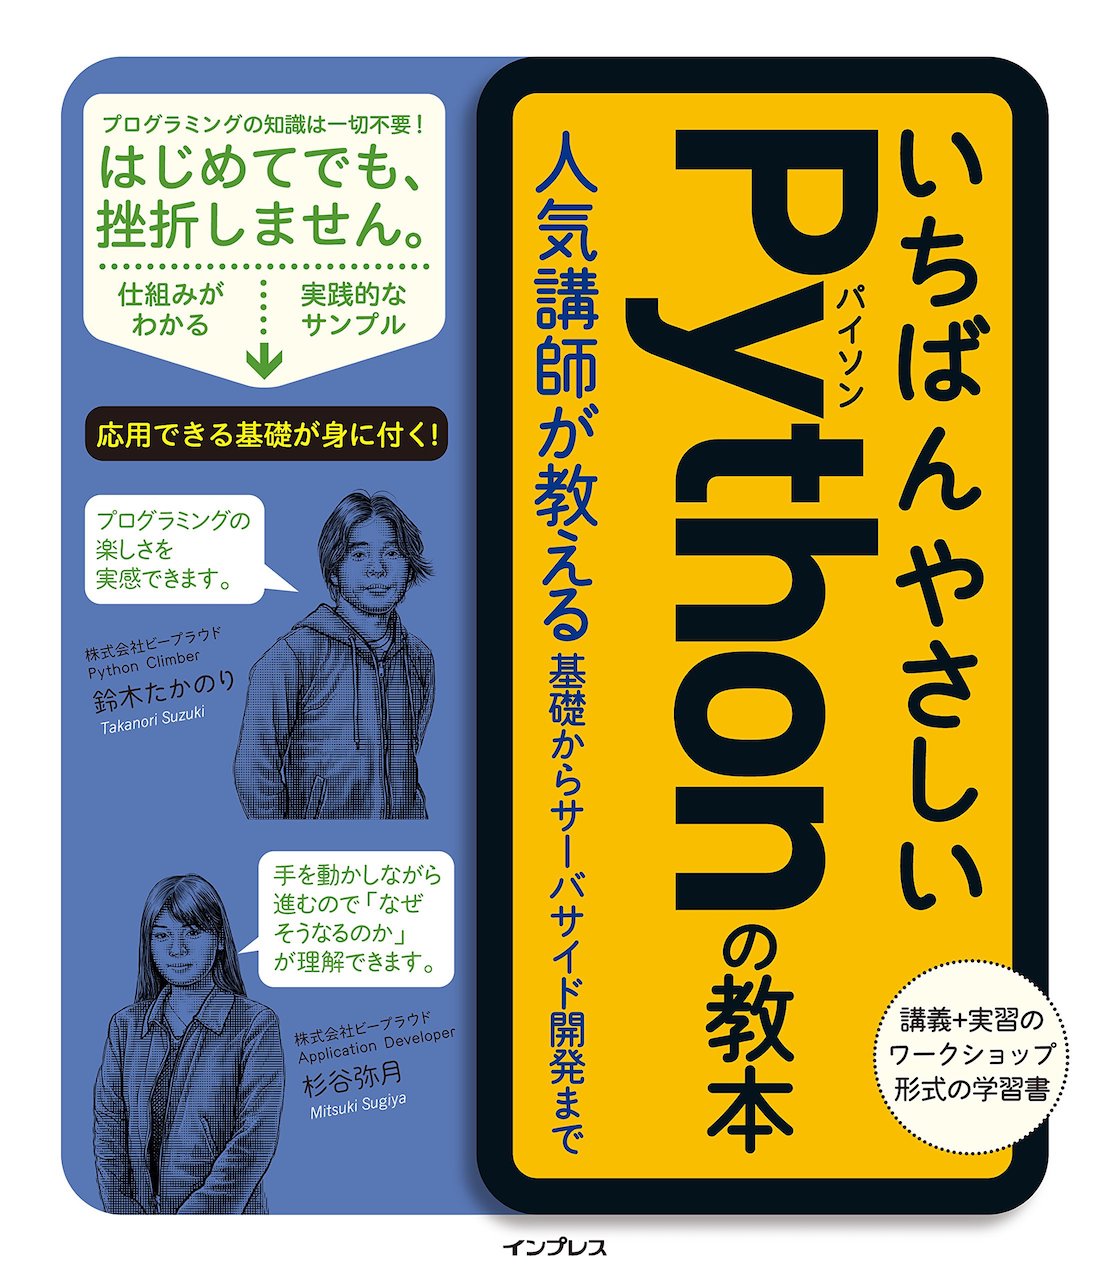 いちばんやさしい
Python
パイソン
の教本
人気講師が教える基礎からサーバサイド開発まで
プログラミングの知識は一切不要！
はじめてでも、
挫折しません。
仕組みが
わかる
実践的な
サンプル
応用できる基礎が身に付く!
プログラミングの
楽しさを
実感できます。
株式会社ビープラウド
Python Climber
鈴木たかのり
Takanori Suzuki
手を動かしながら
進むので「なぜ
そうなるのか」
が理解できます。
株式会社ビープラウド
Application Developer
杉谷弥月
Mitsuki Sugiya
講義+実習の
ワークショップ
形式の学習書
インプレス